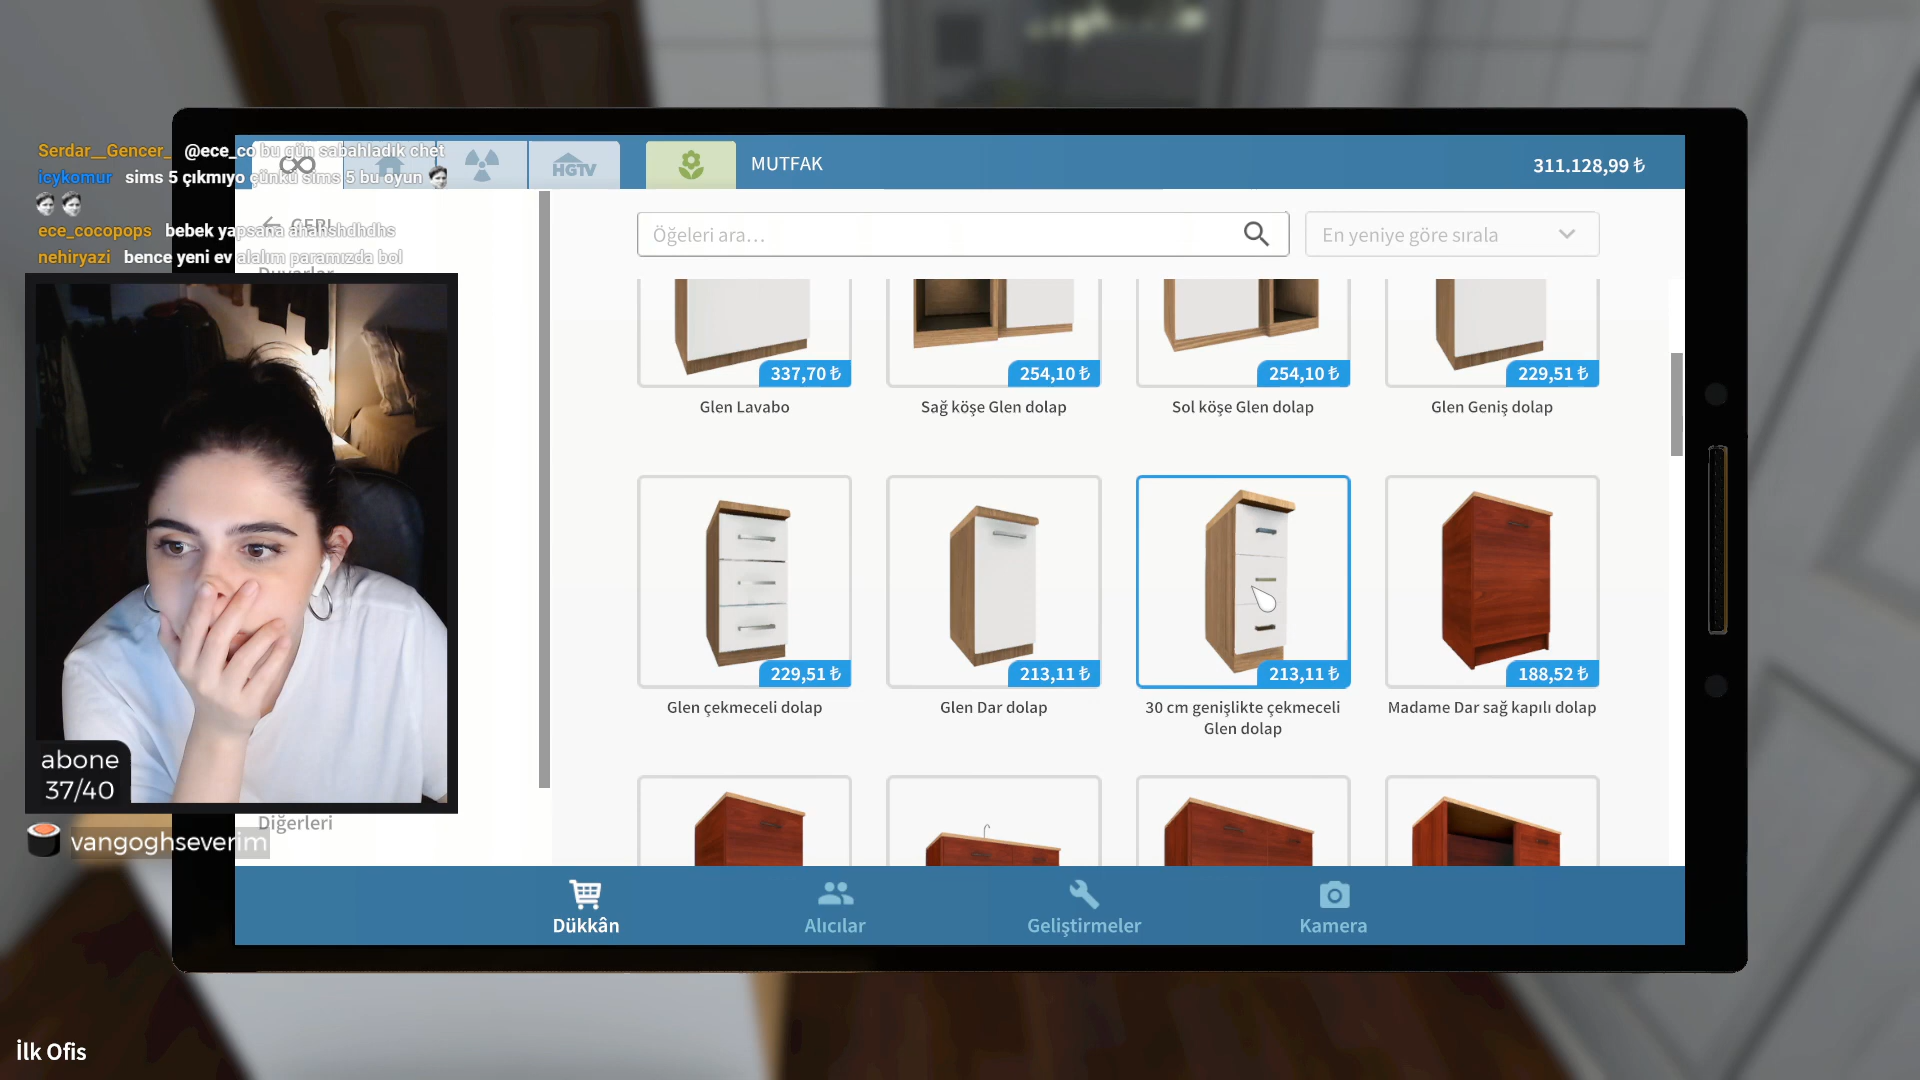 Serdar__Gencer_ @ece_co bu gün sabahladık chet
icykomur sims 5 çıkmıyo çünkü sims 5 bu oyun
ece_cocopops bebek yapsana ahahshdhdhs
nehiryazi bence yeni ev alalım paramızda bol
HGTV
MUTFAK
311.128,99 ₺
GERİ
Duvarlar
Öğeleri ara...
En yeniye göre sırala
337,70 ₺
254,10 ₺
254,10 ₺
229,51 ₺
Glen Lavabo
Sağ köşe Glen dolap
Sol köşe Glen dolap
Glen Geniş dolap
229,51 ₺
213,11 ₺
213,11 ₺
188,52 ₺
Glen çekmeceli dolap
Glen Dar dolap
30 cm genişlikte çekmeceli
Glen dolap
Madame Dar sağ kapılı dolap
abone
37/40
Diğerleri
vangoghseverim
Dükkân
Alıcılar
Geliştirmeler
Kamera
İlk Ofis